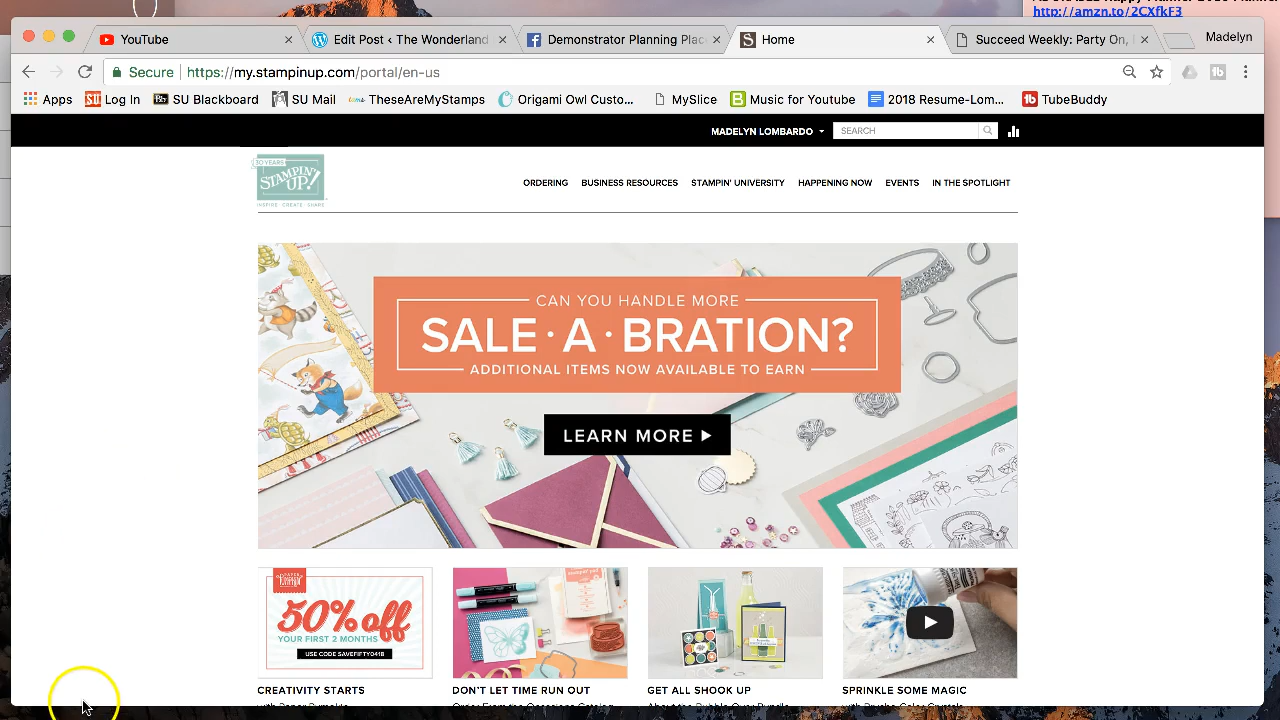 http://amzn.to/2CXfkF3
YouTube
Edit Post ‹ The Wonderland
Demonstrator Planning Plac
Home
Succeed Weekly: Party On,
Madelyn
Secure
https://my.stampinup.com/portal/en-us
Apps
Log In
SU Blackboard
SU Mail
TheseAreMyStamps
Origami Owl Custo...
MySlice
Music for Youtube
2018 Resume-Lom...
TubeBuddy
MADELYN LOMBARDO
SEARCH
30 YEARS
STAMPIN' UP!
INSPIRE · CREATE · SHARE
ORDERING
BUSINESS RESOURCES
STAMPIN' UNIVERSITY
HAPPENING NOW
EVENTS
IN THE SPOTLIGHT
CAN YOU HANDLE MORE
SALE·A·BRATION?
ADDITIONAL ITEMS NOW AVAILABLE TO EARN
LEARN MORE
50% off
YOUR FIRST 2 MONTHS
USE CODE SAVEFIFTY0418
CREATIVITY STARTS
DON'T LET TIME RUN OUT
GET ALL SHOOK UP
SPRINKLE SOME MAGIC